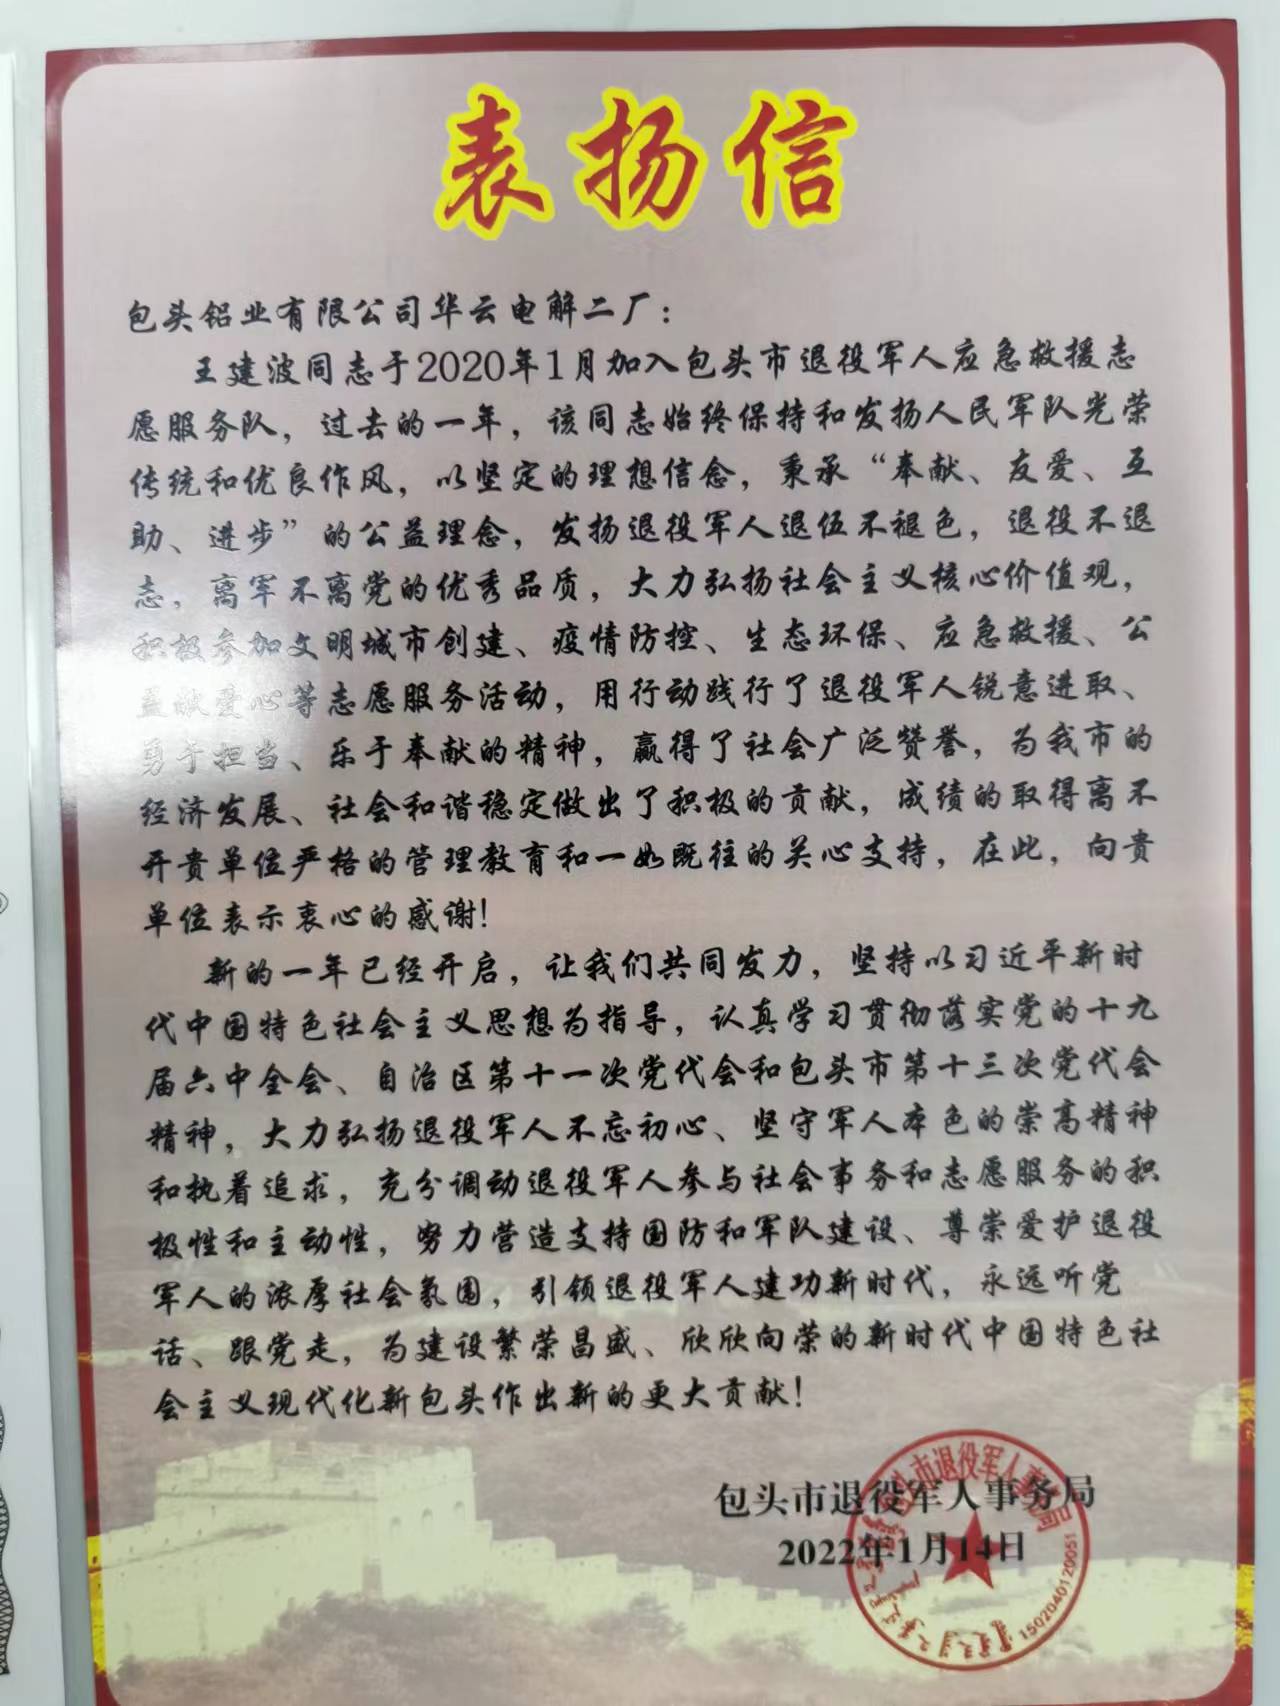 表扬信
包头铝业有限公司华云电解二厂：
王建波同志于2020年1月加入包头市退役军人应急救援志
愿服务队，过去的一年，该同志始终保持和发扬人民军队光荣
传统和优良作风，以坚定的理想信念，秉承“奉献、友爱、互
助、进步”的公益理念，发扬退役军人退伍不褪色，退役不退
志，离军不离党的优秀品质，大力弘扬社会主义核心价值观，
积极参加文明城市创建、疫情防控、生态环保、应急救援、公
益献爱心等志愿服务活动，用行动践行了退役军人锐意进取、
勇于担当、乐于奉献的精神，赢得了社会广泛赞誉，为我市的
经济发展、社会和谐稳定做出了积极的贡献，成绩的取得离不
开贵单位严格的管理教育和一如既往的关心支持，在此，向贵
单位表示衷心的感谢！
新的一年已经开启，让我们共同发力，坚持以习近平新时
代中国特色社会主义思想为指导，认真学习贯彻落实党的十九
届六中全会、自治区第十一次党代会和包头市第十三次党代会
精神，大力弘扬退役军人不忘初心、坚守军人本色的崇高精神
和执着追求，充分调动退役军人参与社会事务和志愿服务的积
极性和主动性，努力营造支持国防和军队建设、尊崇爱护退役
军人的浓厚社会氛围，引领退役军人建功新时代，永远听党
话、跟党走，为建设繁荣昌盛、欣欣向荣的新时代中国特色社
会主义现代化新包头作出新的更大贡献！
包头市退役军人事务局
2022年1月14日
包头市退役军人事务局
1502040120051